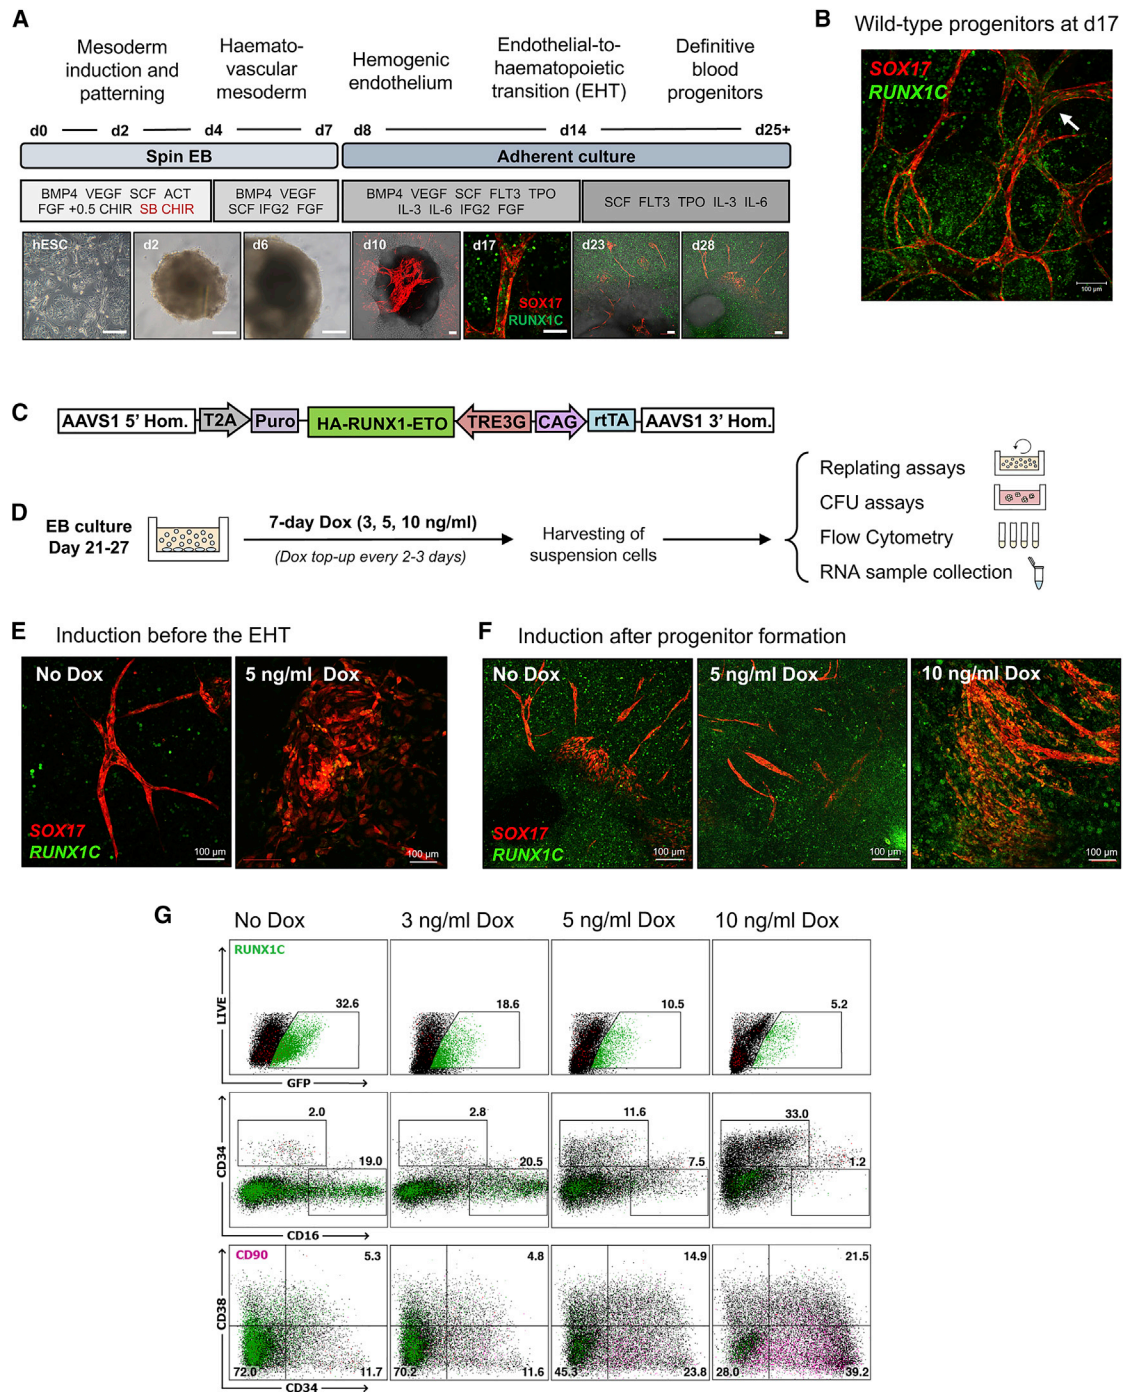 A
Mesoderm
induction and
patterning
Haemato-
vascular
mesoderm
Hemogenic
endothelium
Endothelial-to-
haematopoietic
transition (EHT)
Definitive
blood
progenitors
d0 d2 d4 d7 d8 d14 d25+
Spin EB
Adherent culture
BMP4 VEGF SCF ACT
FGF +0.5 CHIR SB CHIR
BMP4 VEGF
SCF IFG2 FGF
BMP4 VEGF SCF FLT3 TPO
IL-3 IL-6 IFG2 FGF
SCF FLT3 TPO IL-3 IL-6
hESC
d2
d6
d10
d17
SOX17
RUNX1C
d23
d28
B
Wild-type progenitors at d17
SOX17
RUNX1C
100 µm
C
AAVS1 5' Hom. T2A Puro HA-RUNX1-ETO TRE3G CAG rtTA AAVS1 3' Hom.
D
EB culture
Day 21-27
7-day Dox (3, 5, 10 ng/ml)
(Dox top-up every 2-3 days)
Harvesting of
suspension cells
Replating assays
CFU assays
Flow Cytometry
RNA sample collection
E
Induction before the EHT
No Dox
SOX17
RUNX1C
100 µm
5 ng/ml Dox
100 µm
F
Induction after progenitor formation
No Dox
SOX17
RUNX1C
100 µm
5 ng/ml Dox
100 µm
10 ng/ml Dox
100 µm
G
No Dox
3 ng/ml Dox
5 ng/ml Dox
10 ng/ml Dox
RUNX1C
LIVE
32.6
18.6
10.5
5.2
GFP
CD34
2.0
19.0
2.8
20.5
11.6
7.5
33.0
1.2
CD16
CD90
CD38
5.3
72.0
11.7
4.8
70.2
11.6
14.9
45.3
23.8
21.5
28.0
39.2
CD34